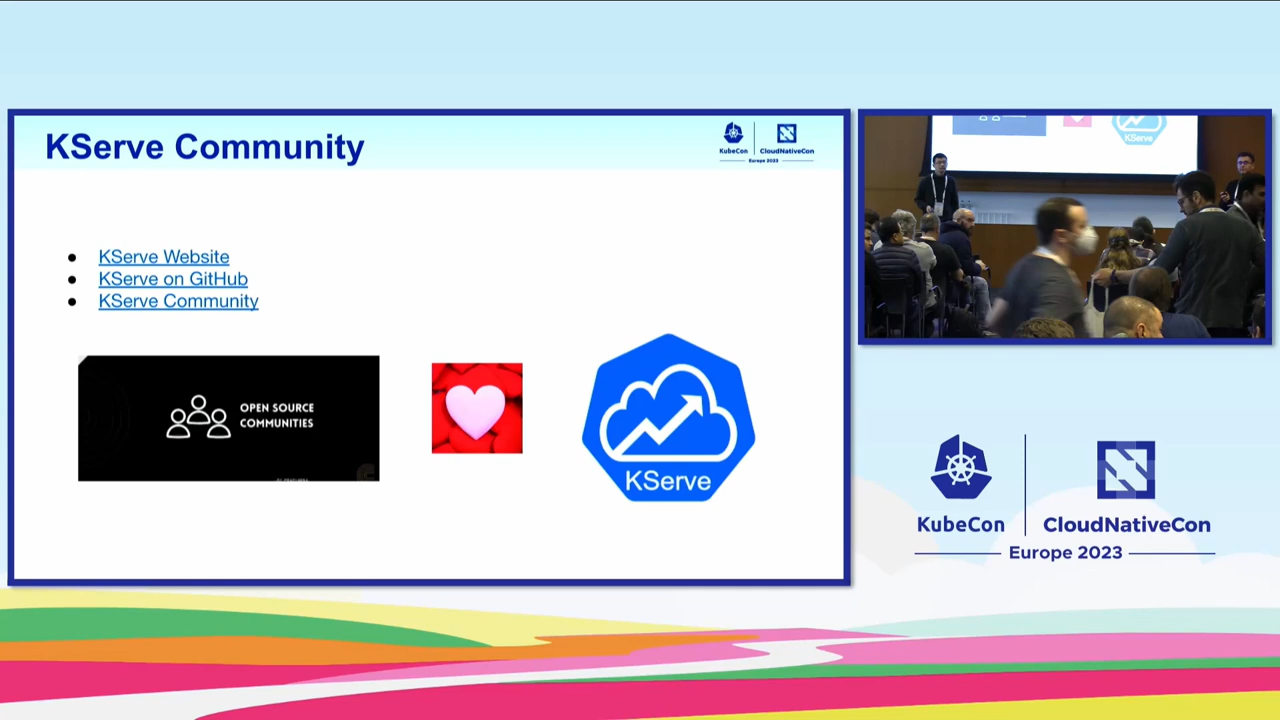 KServe Community
KubeCon
CloudNativeCon
Europe 2023
KServe Website
KServe on GitHub
KServe Community
OPEN SOURCE
COMMUNITIES
KServe
KServe
KubeCon
CloudNativeCon
Europe 2023